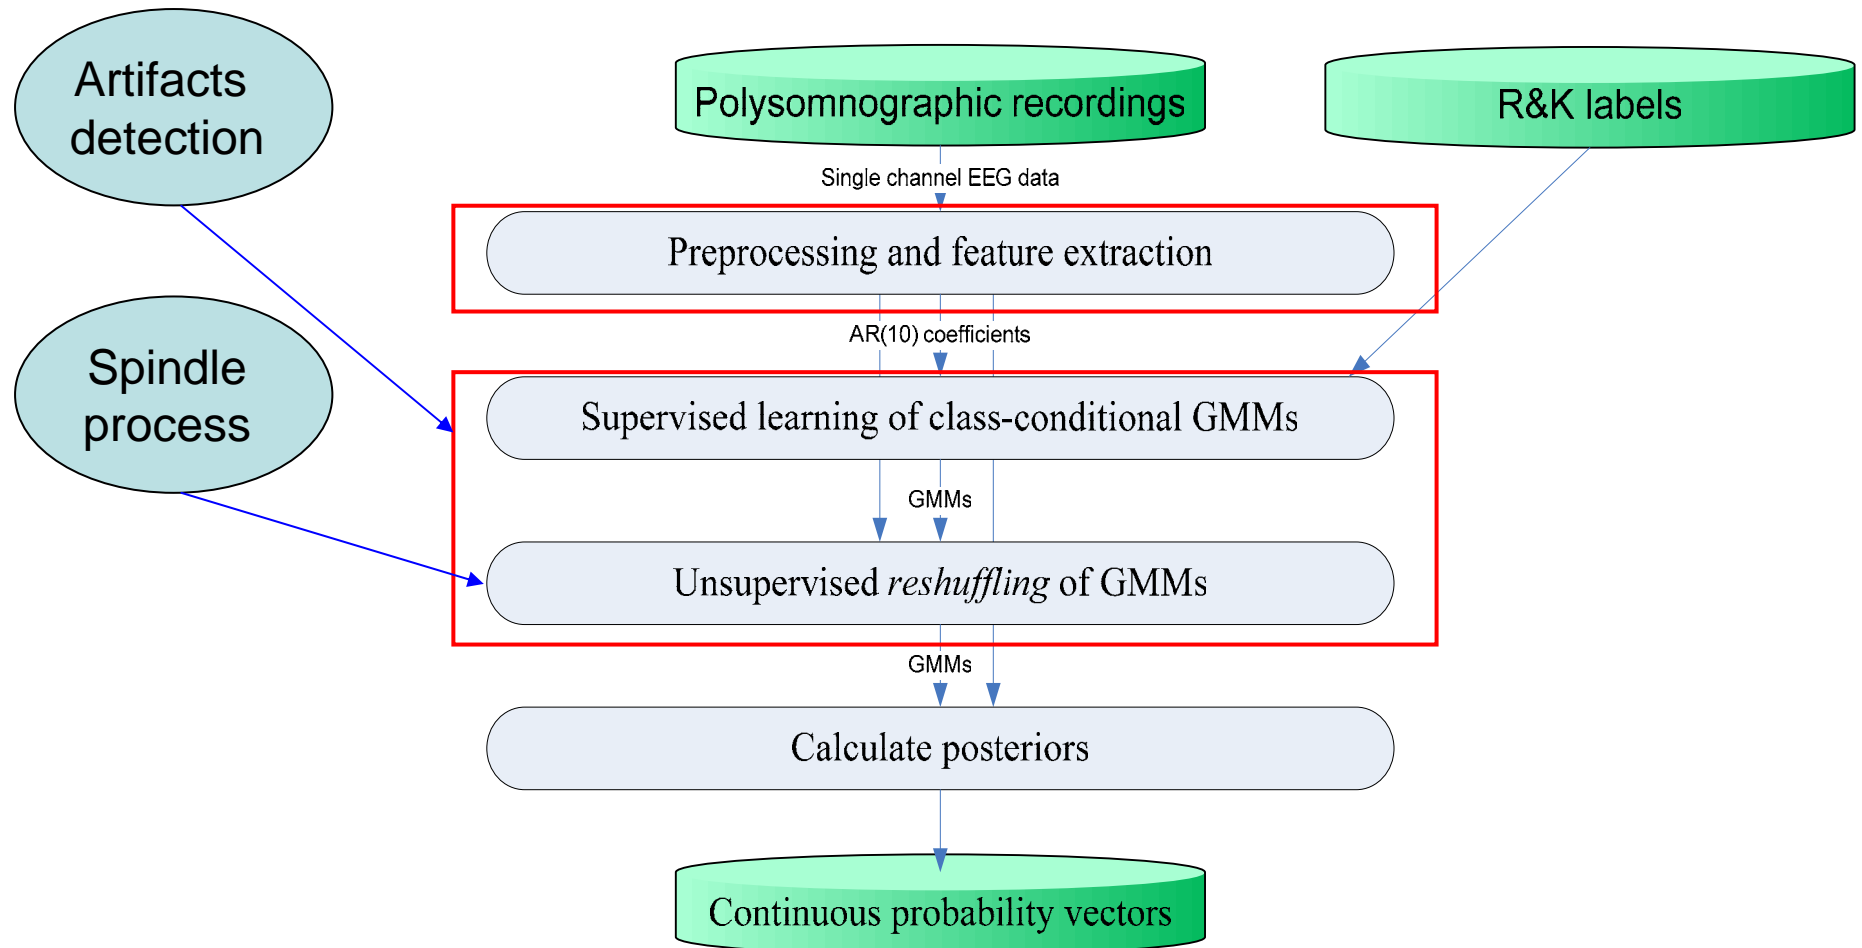 Artifacts
detection
Polysomnographic recordings
R&K labels
Single channel EEG data
Preprocessing and feature extraction
AR(10) coefficients
Spindle
process
Supervised learning of class-conditional GMMs
GMMs
Unsupervised reshuffling of GMMs
GMMs
Calculate posteriors
Continuous probability vectors